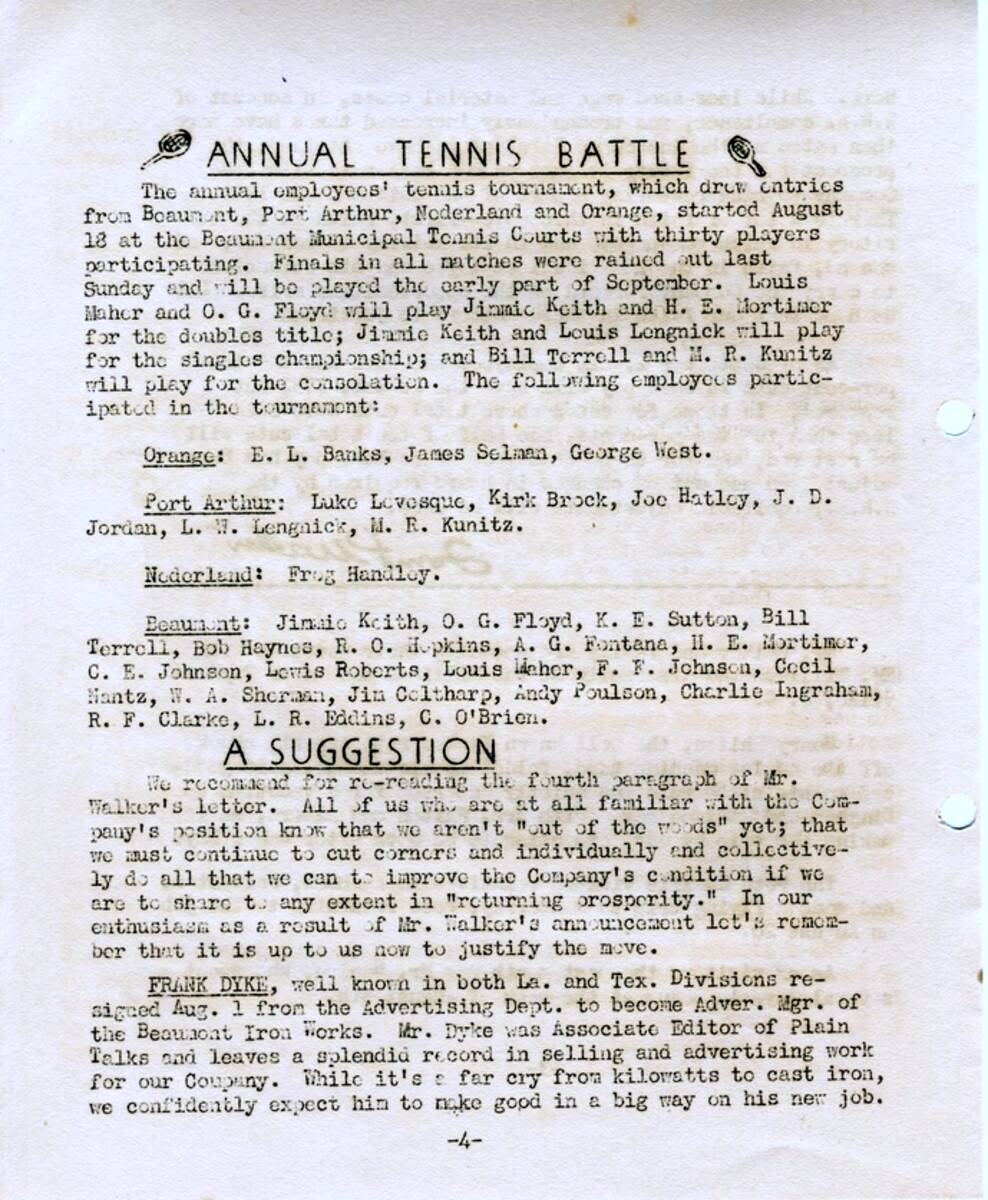 ANNUAL TENNIS BATTLE
The annual employees' tennis tournament, which drew entries
from Beaumont, Port Arthur, Nederland and Orange, started August
18 at the Beaumont Municipal Tennis Courts with thirty players
participating. Finals in all matches were rained out last
Sunday and will be played the early part of September. Louis
Maher and O. G. Floyd will play Jimmie Keith and H. E. Mortimer
for the doubles title; Jimmie Keith and Louis Lengnick will play
for the singles championship; and Bill Terrell and M. R. Kunitz
will play for the consolation. The following employees partic-
ipated in the tournament:
Orange: E. L. Banks, James Selman, George West.
Port Arthur: Luke Levesque, Kirk Brock, Joe Hatley, J. D.
Jordan, L. W. Lengnick, M. R. Kunitz.
Nederland: Frog Handley.
Beaumont: Jimmie Keith, O. G. Floyd, K. E. Sutton, Bill
Terrell, Bob Haynes, R. O. Hopkins, A. G. Fontana, H. E. Mortimer,
C. E. Johnson, Lewis Roberts, Louis Maher, F. F. Johnson, Cecil
Nantz, W. A. Sherman, Jim Coltharp, Andy Poulson, Charlie Ingraham,
R. F. Clarke, L. R. Eddins, C. O'Brien.
A SUGGESTION
We recommend for re-reading the fourth paragraph of Mr.
Walker's letter. All of us who are at all familiar with the Com-
pany's position know that we aren't "out of the woods" yet; that
we must continue to cut corners and individually and collective-
ly do all that we can to improve the Company's condition if we
are to share to any extent in "returning prosperity." In our
enthusiasm as a result of Mr. Walker's announcement let's remem-
ber that it is up to us now to justify the move.
FRANK DYKE, well known in both La. and Tex. Divisions re-
signed Aug. 1 from the Advertising Dept. to become Adver. Mgr. of
the Beaumont Iron Works. Mr. Dyke was Associate Editor of Plain
Talks and leaves a splendid record in selling and advertising work
for our Company. While it's a far cry from kilowatts to cast iron,
we confidently expect him to make good in a big way on his new job.
-4-